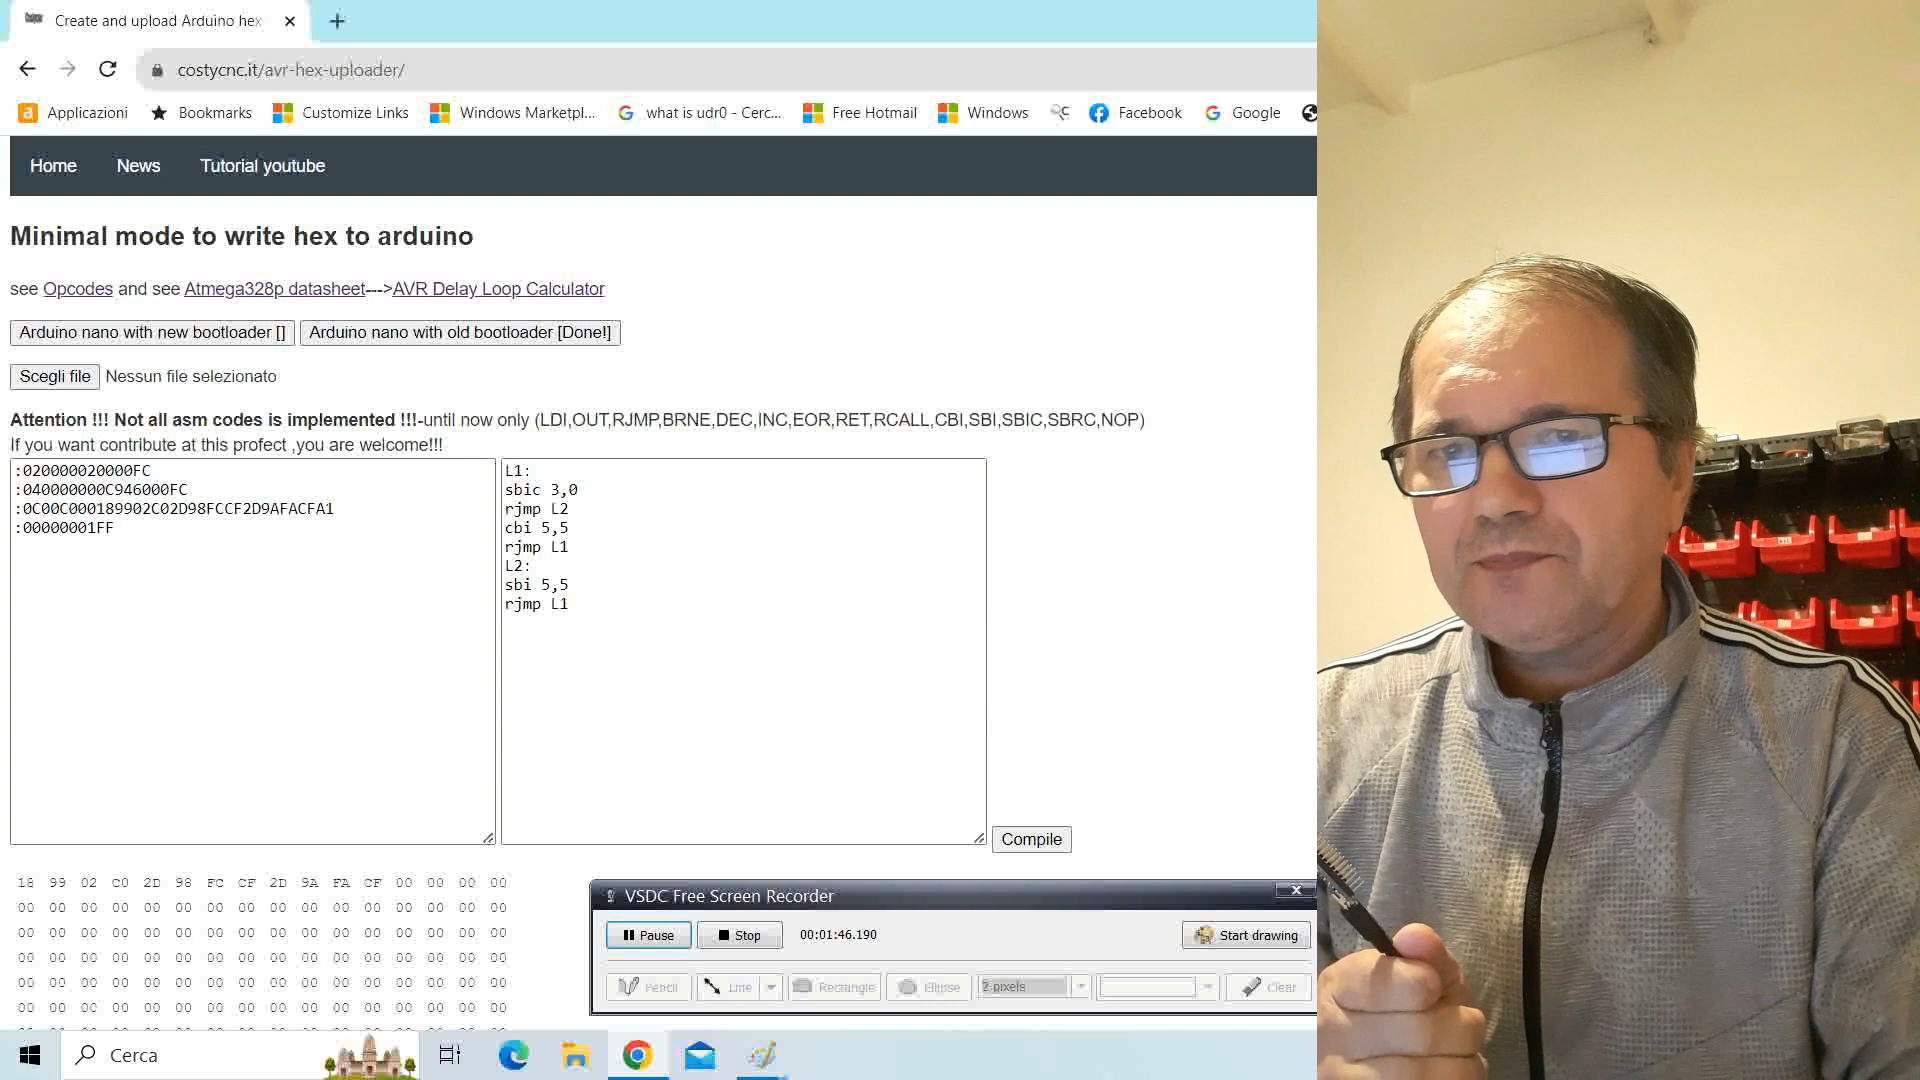 Create and upload Arduino hex
costycnc.it/avr-hex-uploader/
Applicazioni Bookmarks Customize Links Windows Marketpl... what is udr0 - Cerc... Free Hotmail Windows Facebook Google
Home News Tutorial youtube
Minimal mode to write hex to arduino
see Opcodes and see Atmega328p datasheet--->AVR Delay Loop Calculator
Arduino nano with new bootloader [] Arduino nano with old bootloader [Done!]
Scegli file Nessun file selezionato
Attention !!! Not all asm codes is implemented !!!-until now only (LDI,OUT,RJMP,BRNE,DEC,INC,EOR,RET,RCALL,CBI,SBI,SBIC,SBRC,NOP)
If you want contribute at this profect ,you are welcome!!!
:020000020000FC
:040000000C946000FC
:0C00C000189902C02D98FCCF2D9AFACFA1
:00000001FF
L1:
sbic 3,0
rjmp L2
cbi 5,5
rjmp L1
L2:
sbi 5,5
rjmp L1
Compile
18 99 02 C0 2D 98 FC CF 2D 9A FA CF 00 00 00 00
00 00 00 00 00 00 00 00 00 00 00 00 00 00 00 00
00 00 00 00 00 00 00 00 00 00 00 00 00 00 00 00
00 00 00 00 00 00 00 00 00 00 00 00 00 00 00 00
00 00 00 00 00 00 00 00 00 00 00 00 00 00 00 00
00 00 00 00 00 00 00 00 00 00 00 00 00 00 00 00
VSDC Free Screen Recorder
Pause Stop 00:01:46.190 Start drawing
Pencil Line Rectangle Ellipse 2 pixels Clear
Cerca